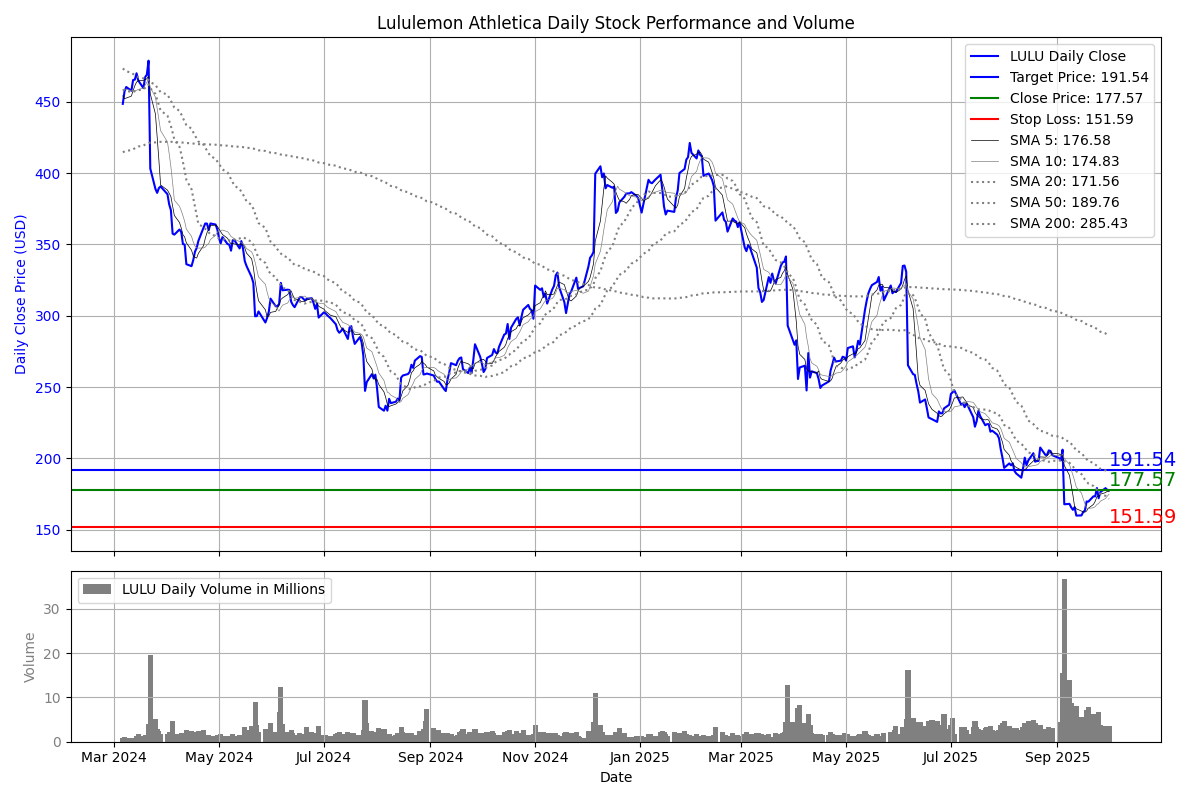 Lululemon Athletica Daily Stock Performance and Volume
Daily Close Price (USD)
450
400
350
300
250
200
150
LULU Daily Close
Target Price: 191.54
Close Price: 177.57
Stop Loss: 151.59
SMA 5: 176.58
SMA 10: 174.83
SMA 20: 171.56
SMA 50: 189.76
SMA 200: 285.43
191.54
177.57
151.59
LULU Daily Volume in Millions
Volume
30
20
10
0
Mar 2024 May 2024 Jul 2024 Sep 2024 Nov 2024 Jan 2025 Mar 2025 May 2025 Jul 2025 Sep 2025
Date